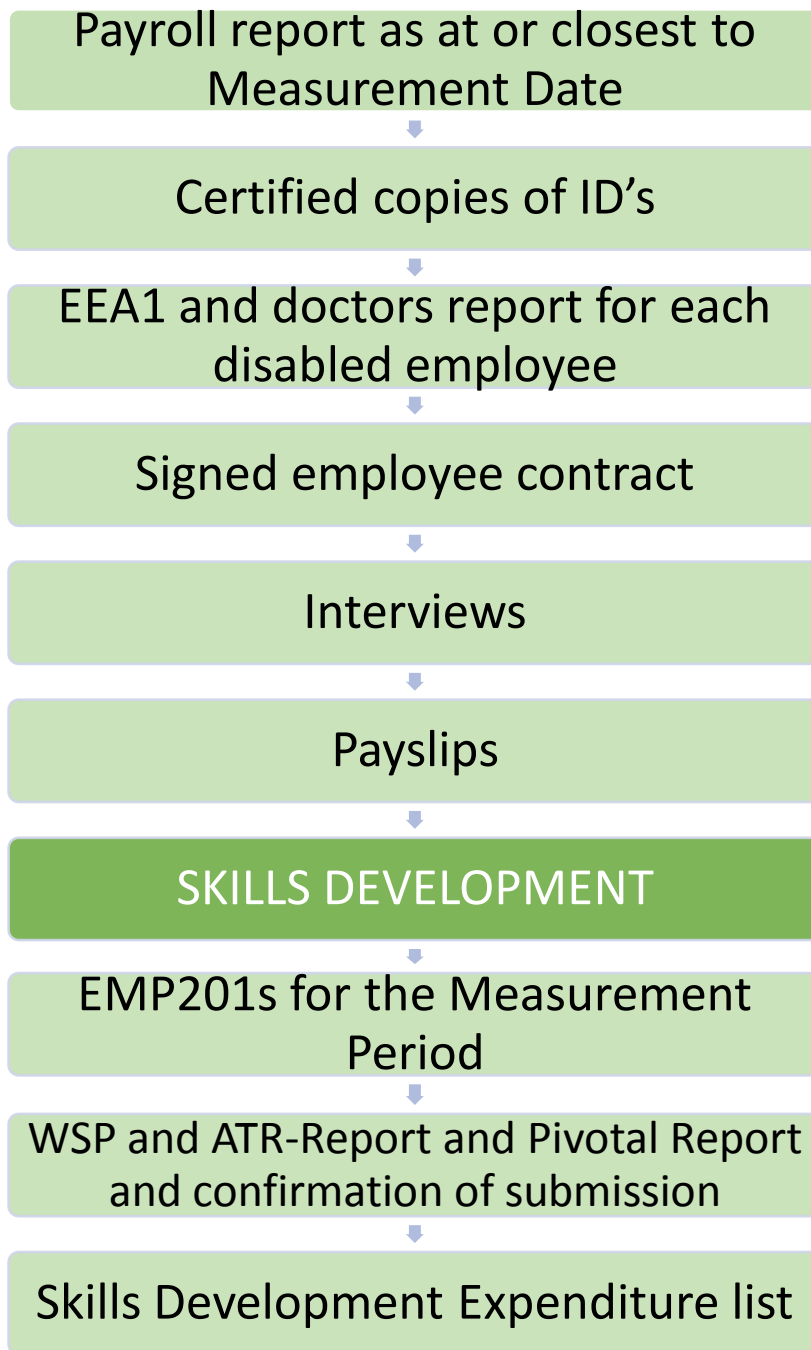 Payroll report as at or closest to
Measurement Date
Certified copies of ID’s
EEA1 and doctors report for each
disabled employee
Signed employee contract
Interviews
Payslips
SKILLS DEVELOPMENT
EMP201s for the Measurement
Period
WSP and ATR-Report and Pivotal Report
and confirmation of submission
Skills Development Expenditure list